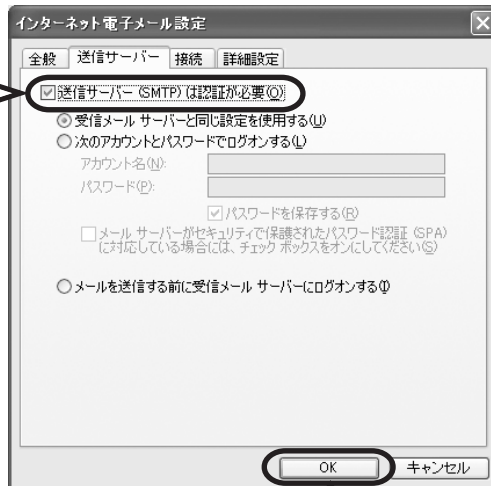 インターネット電子メール設定
全般 送信サーバー 接続 詳細設定
送信サーバー (SMTP) は認証が必要(O)
受信メール サーバーと同じ設定を使用する(U)
次のアカウントとパスワードでログオンする(L)
アカウント名(N):
パスワード(P):
パスワードを保存する(R)
メール サーバーがセキュリティで保護されたパスワード認証 (SPA)
に対応している場合には、チェック ボックスをオンにしてください(S)
メールを送信する前に受信メール サーバーにログオンする(I)
OK キャンセル